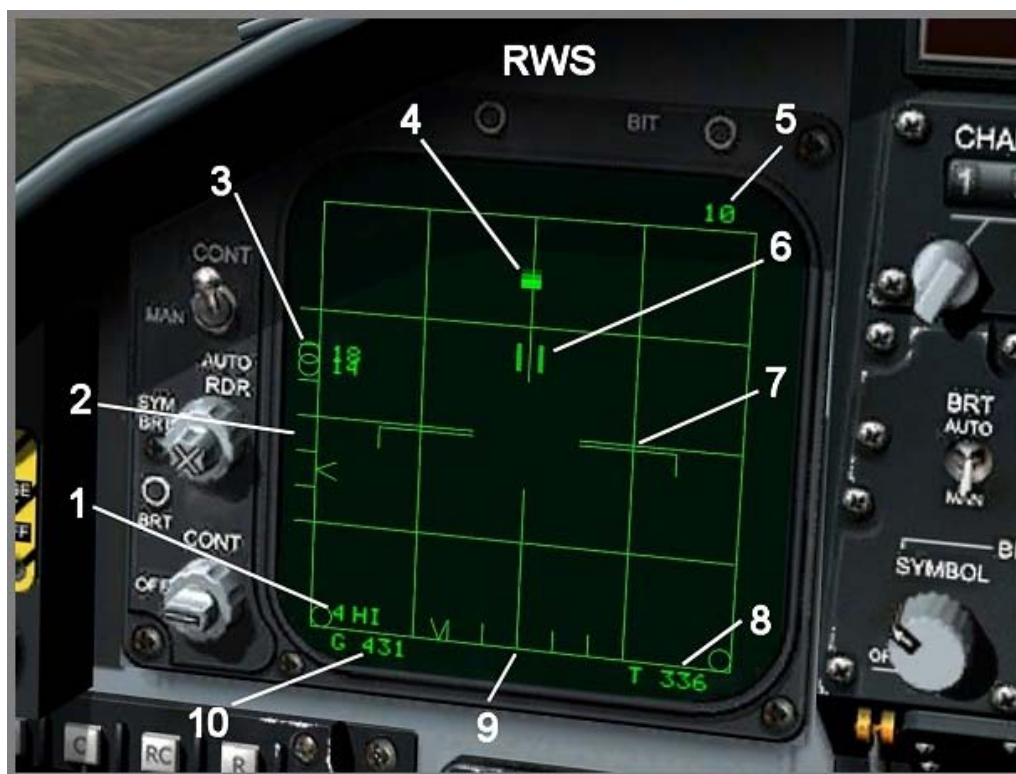 RWS
4
BIT
5
10
CHA
1
3
CONT
6
MAN
18
14
AUTO
RDR
2
SYM
BRT
7
BRT
AUTO
MAN
1
BRT
CONT
OFF
SYMBOL
4 HI
8
G 431
T 336
10
9
C
RC
R